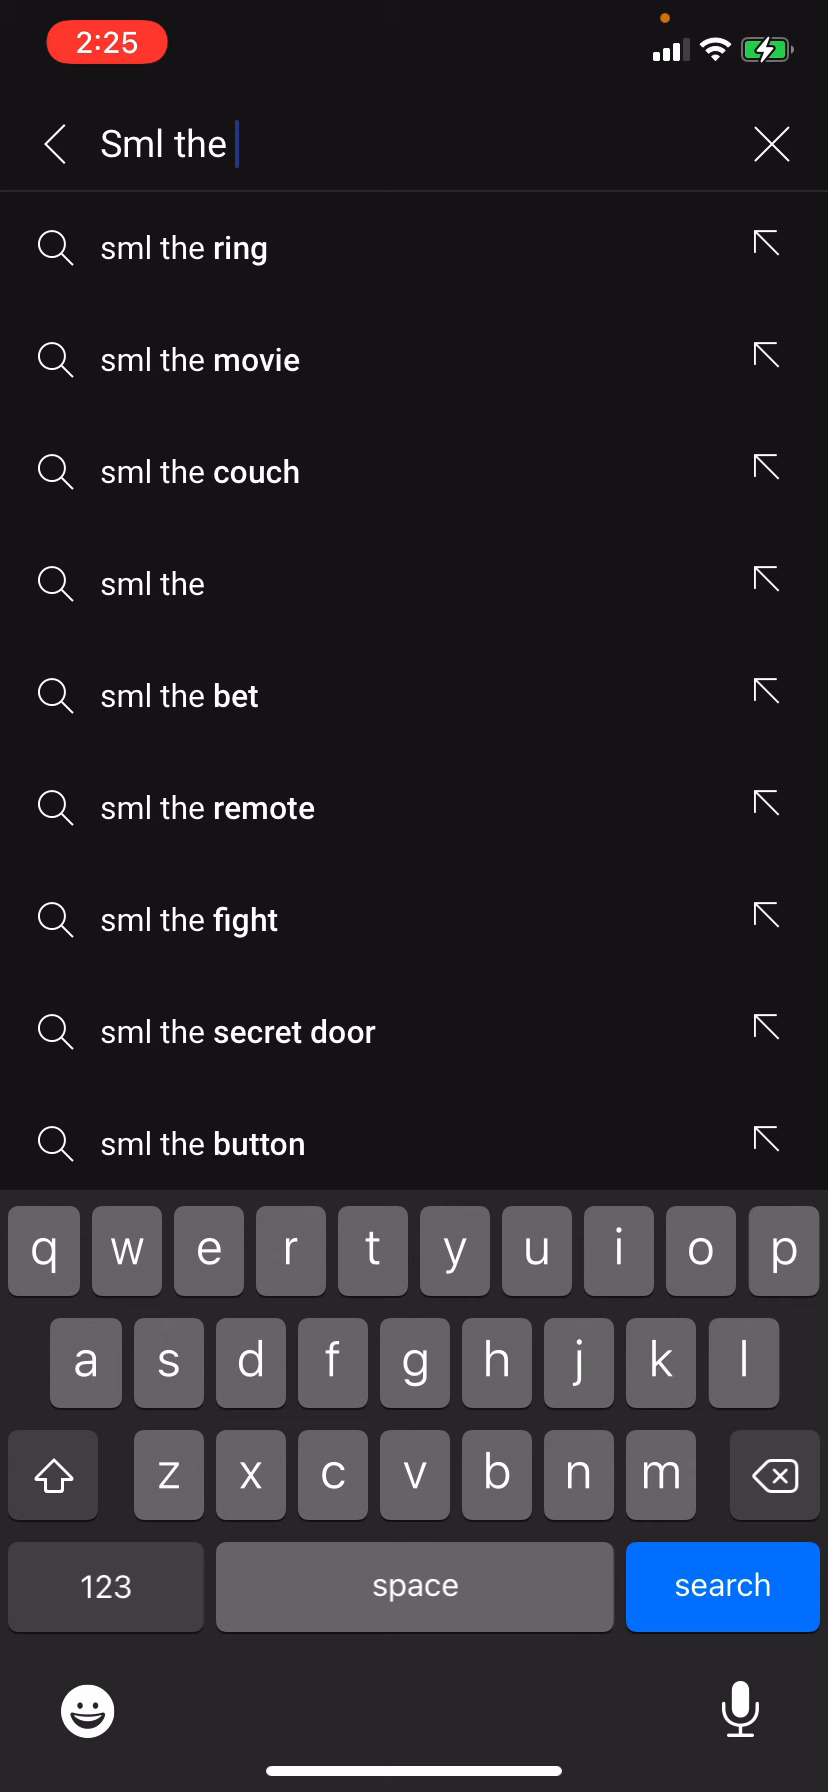 2:25
Sml the
sml the ring
sml the movie
sml the couch
sml the
sml the bet
sml the remote
sml the fight
sml the secret door
sml the button
q w e r t y u i o p
a s d f g h j k l
z x c v b n m
123 space search